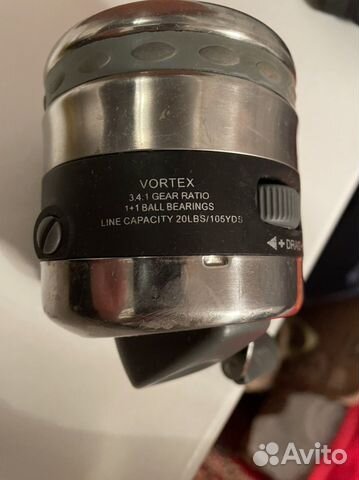 VORTEX
3.4.1 GEAR RATIO
1+1 BALL BEARINGS
LINE CAPACITY 20LBS/105YDS
+ DRAG
Avito